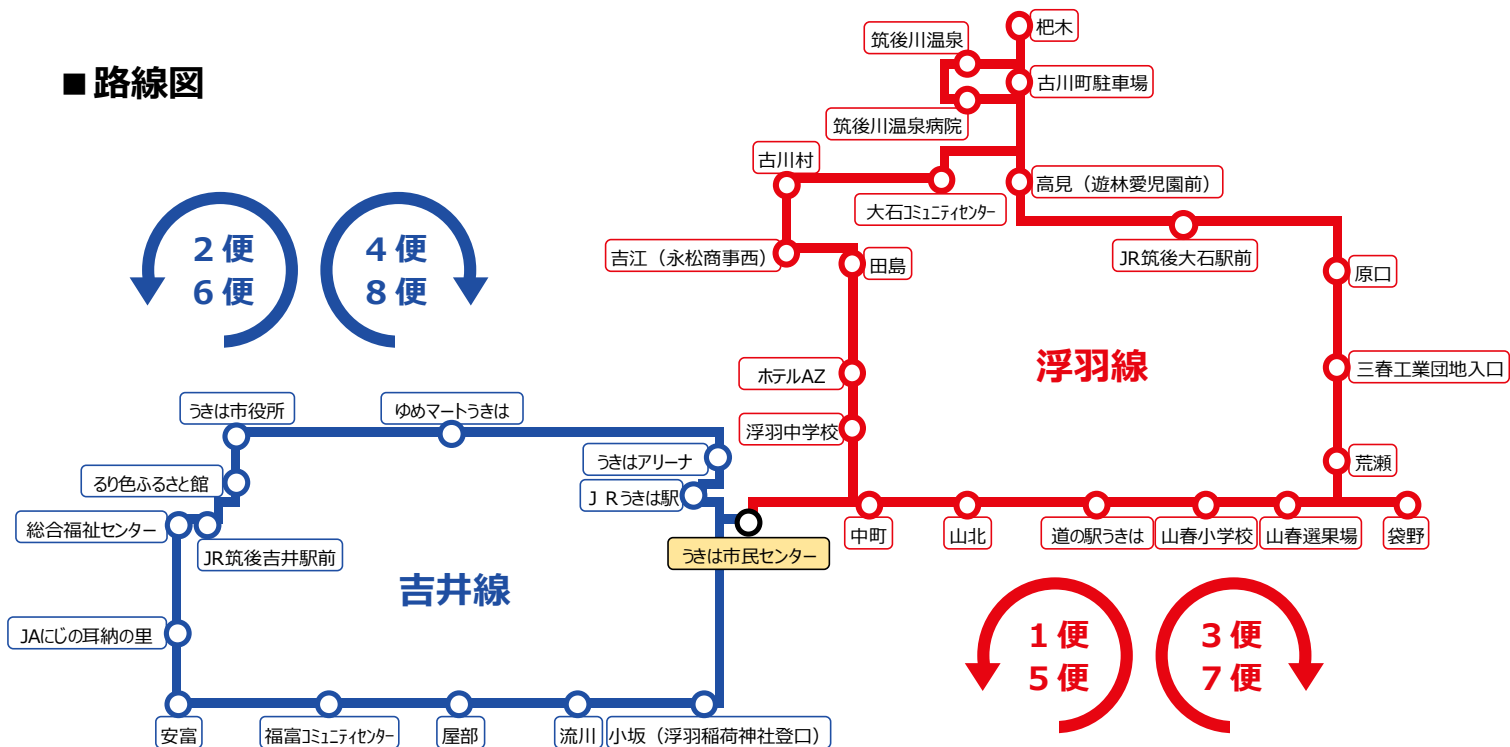 ■路線図
筑後川温泉
杷木
古川町駐車場
筑後川温泉病院
古川村
高見（遊林愛児園前）
大石コミュニティセンター
吉江（永松商事西）
田島
JR筑後大石駅前
原口
2便
6便
4便
8便
ホテルAZ
浮羽線
三春工業団地入口
浮羽中学校
うきは市役所
ゆめマートうきは
うきはアリーナ
荒瀬
るり色ふるさと館
JRうきは駅
総合福祉センター
JR筑後吉井駅前
うきは市民センター
中町
山北
道の駅うきは
山春小学校
山春選果場
袋野
吉井線
JAにじの耳納の里
1便
5便
3便
7便
安富
福富コミュニティセンター
屋部
流川
小坂（浮羽稲荷神社登口）